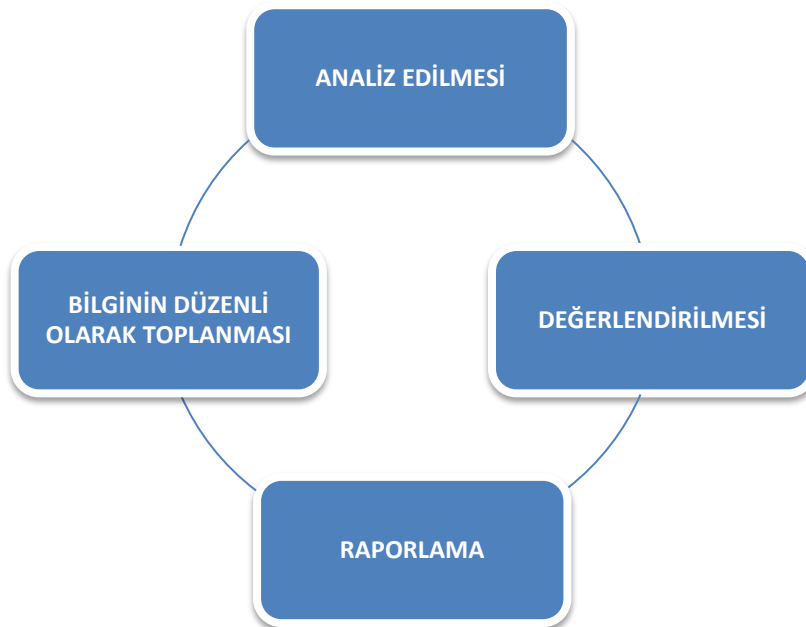 ANALİZ EDİLMESİ
BİLGİNİN DÜZENLİ
OLARAK TOPLANMASI
DEĞERLENDİRİLMESİ
RAPORLAMA